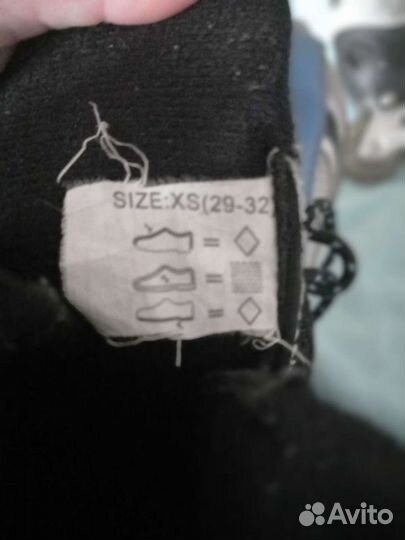 SIZE:XS(29-32)
=
=
=
Avito